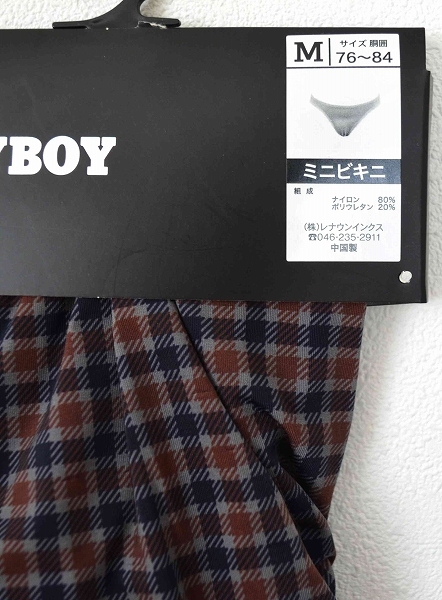 YBOY
M サイズ 胴囲
76〜84
ミニビキニ
組成
ナイロン 80%
ポリウレタン 20%
(株)レナウンインクス
☎046-235-2911
中国製